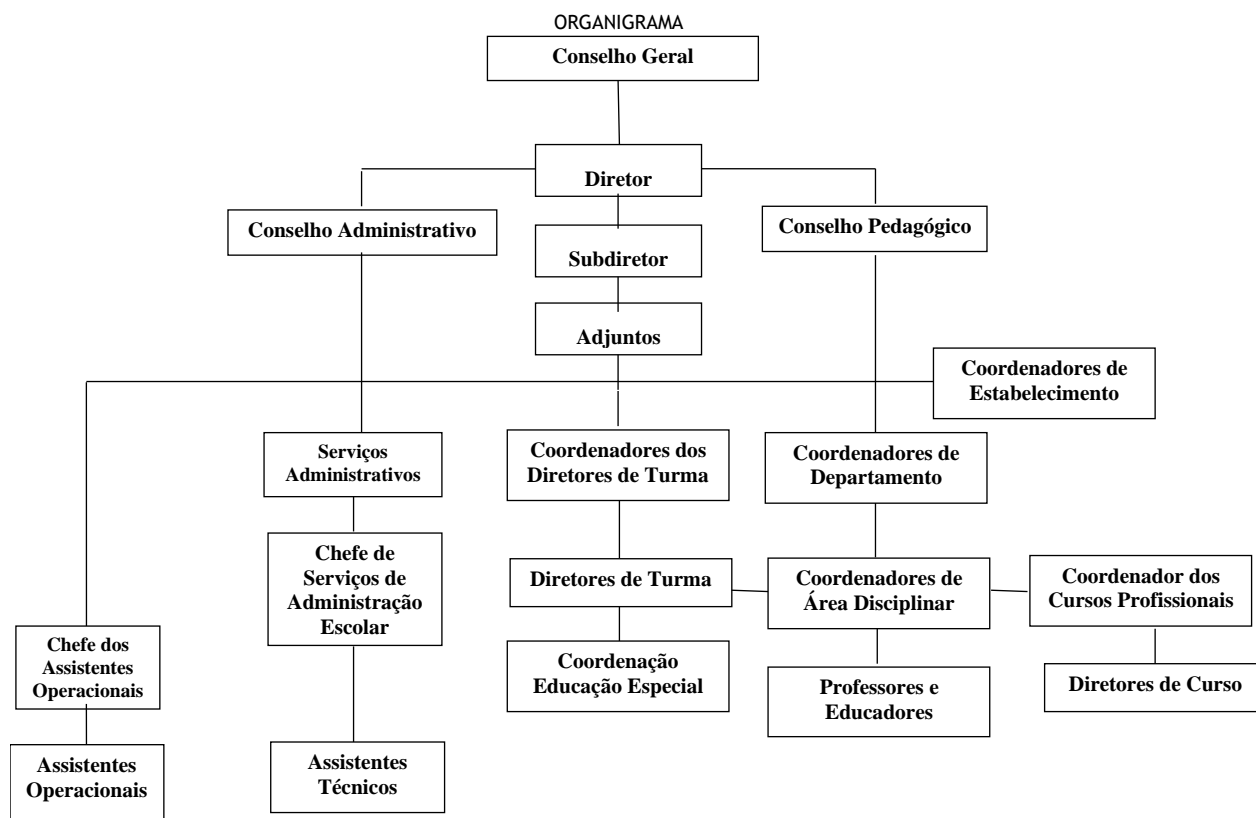 ORGANIGRAMA
Conselho Geral
Diretor
Conselho Administrativo
Conselho Pedagógico
Subdiretor
Adjuntos
Coordenadores de
Estabelecimento
Serviços
Administrativos
Coordenadores dos
Diretores de Turma
Coordenadores de
Departamento
Chefe de
Serviços de
Administração
Escolar
Diretores de Turma
Coordenadores de
Área Disciplinar
Coordenador dos
Cursos Profissionais
Chefe dos
Assistentes
Operacionais
Coordenação
Educação Especial
Professores e
Educadores
Diretores de Curso
Assistentes
Operacionais
Assistentes
Técnicos